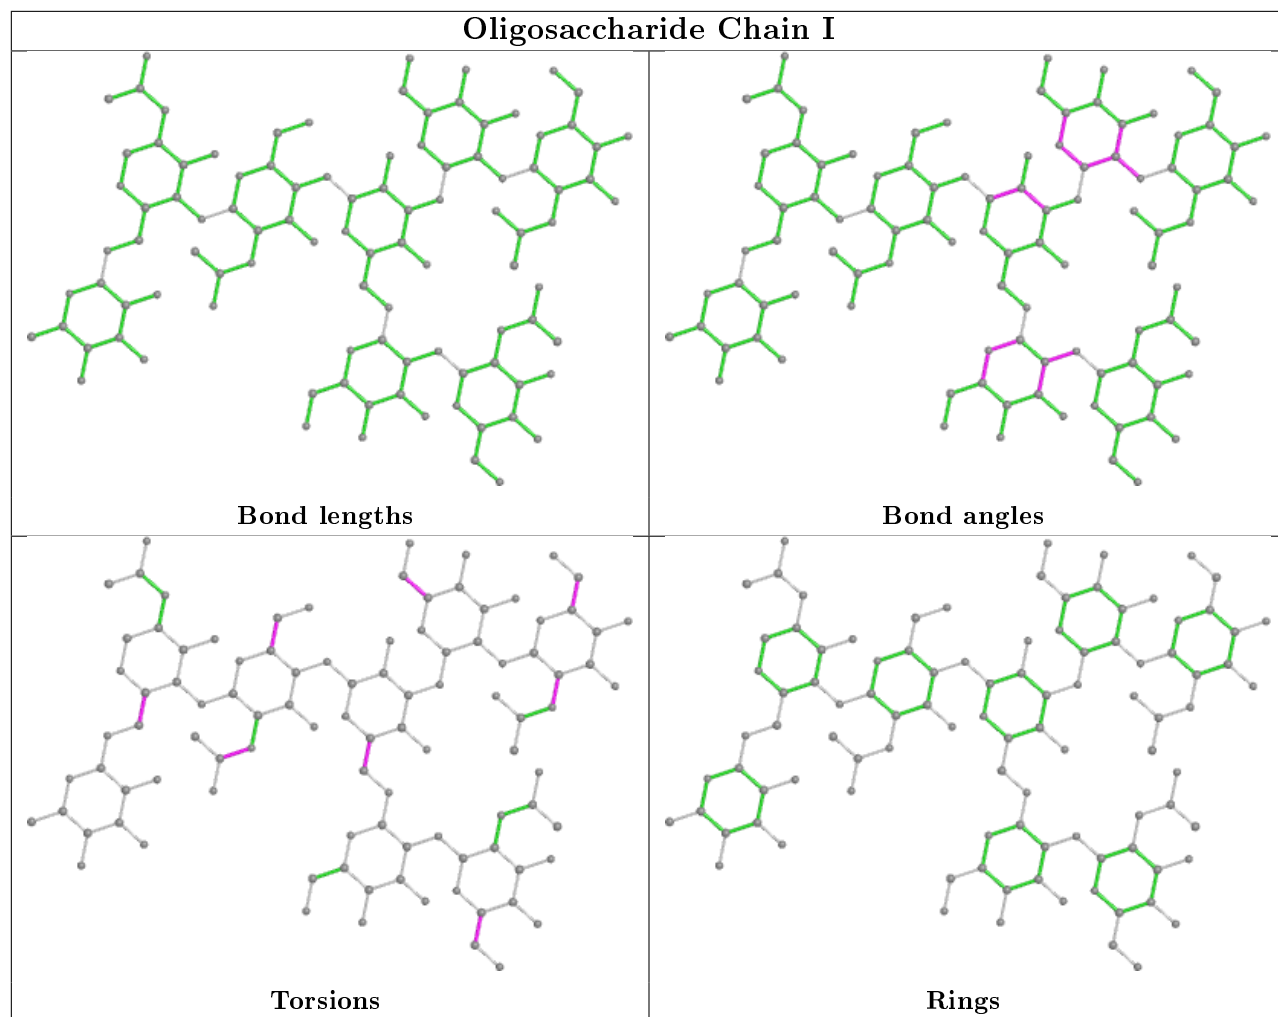 Oligosaccharide Chain I
Bond lengths
Bond angles
Torsions
Rings